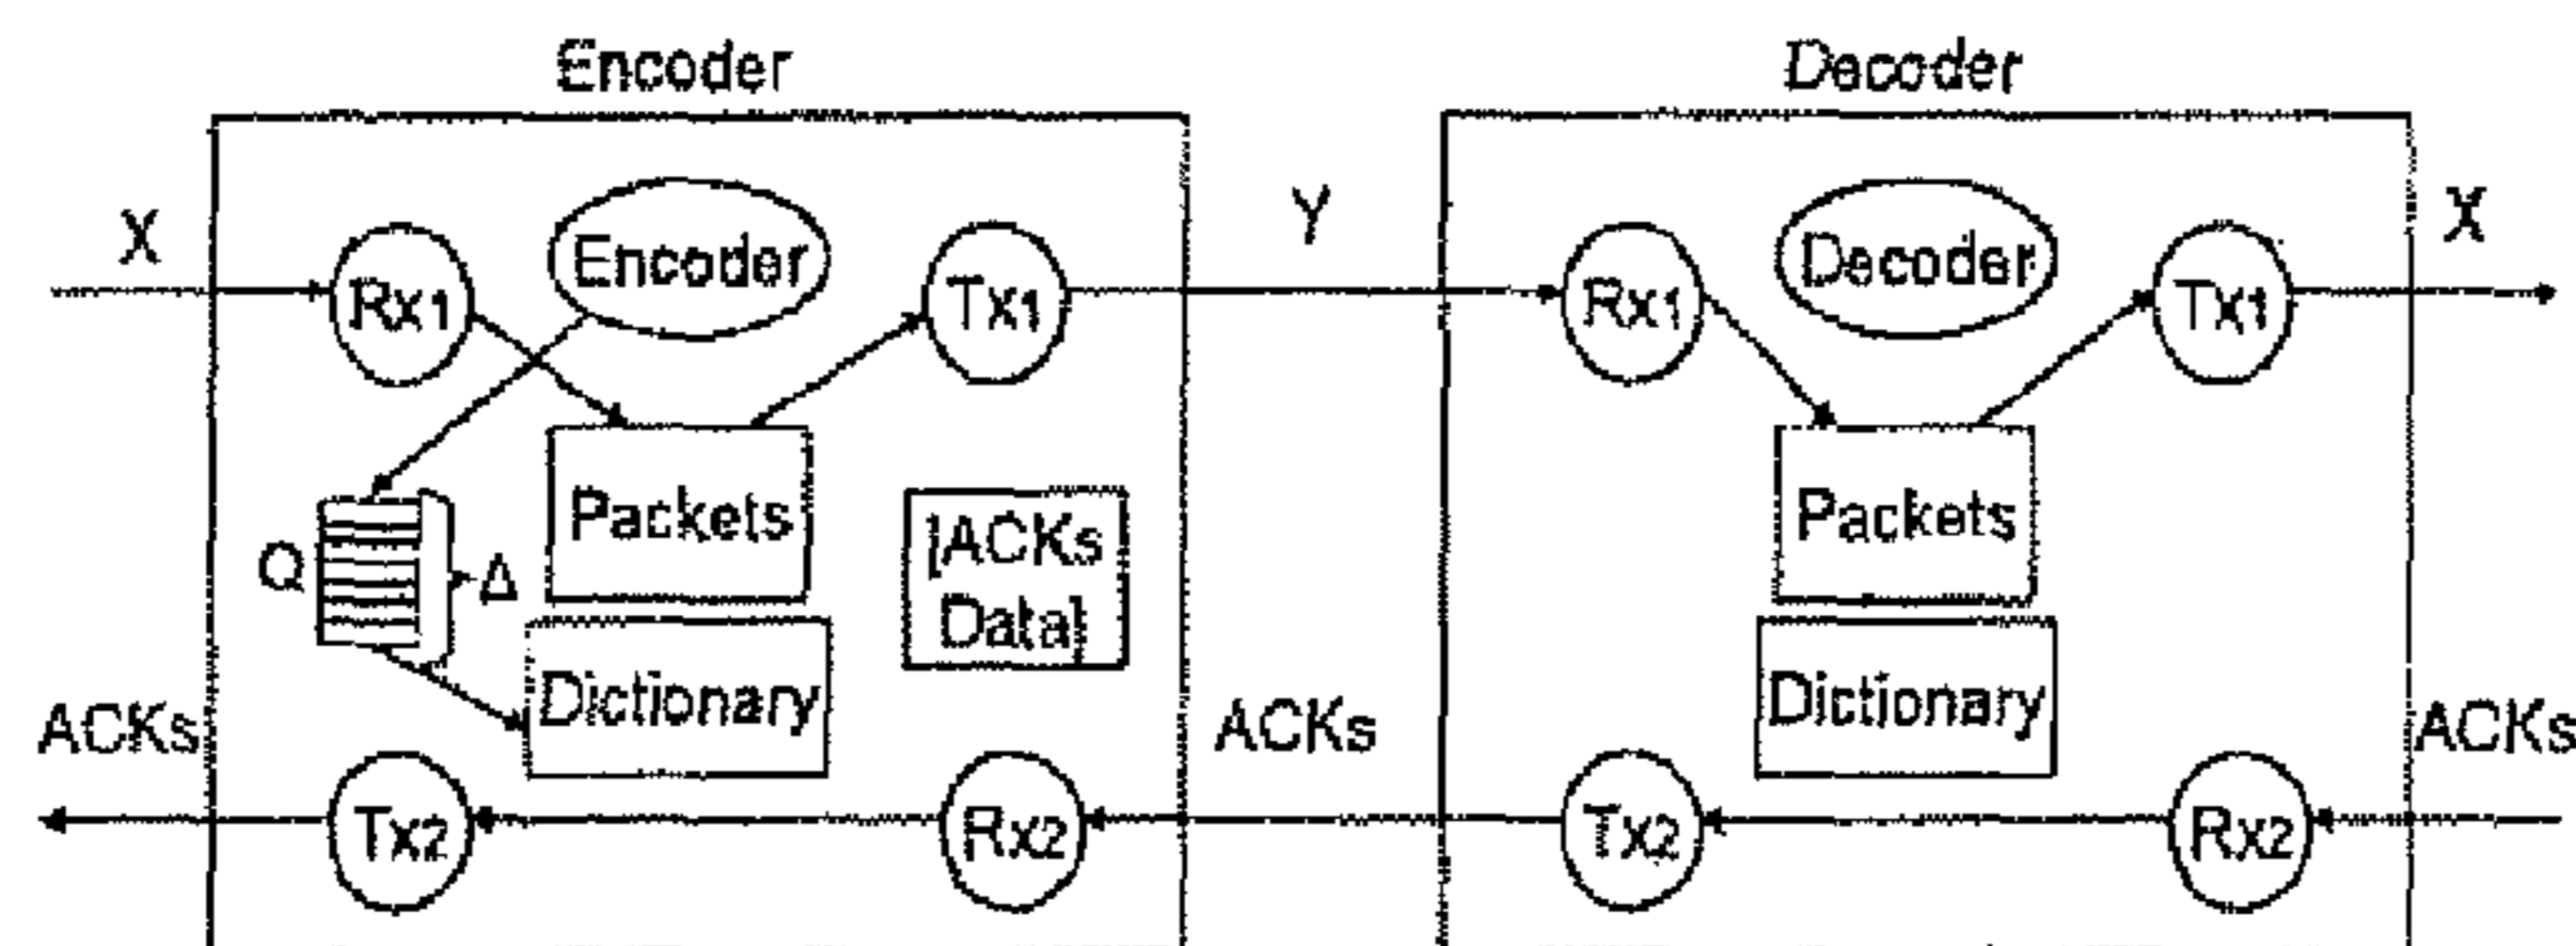 Encoder
Decoder
X
Rx1
Encoder
Tx1
Y
Rx1
Decoder
Tx1
X
Packets
[ACKs
Data]
Packets
Q
Δ
Dictionary
Dictionary
ACKs
ACKs
ACKs
Tx2
Rx2
Tx2
Rx2